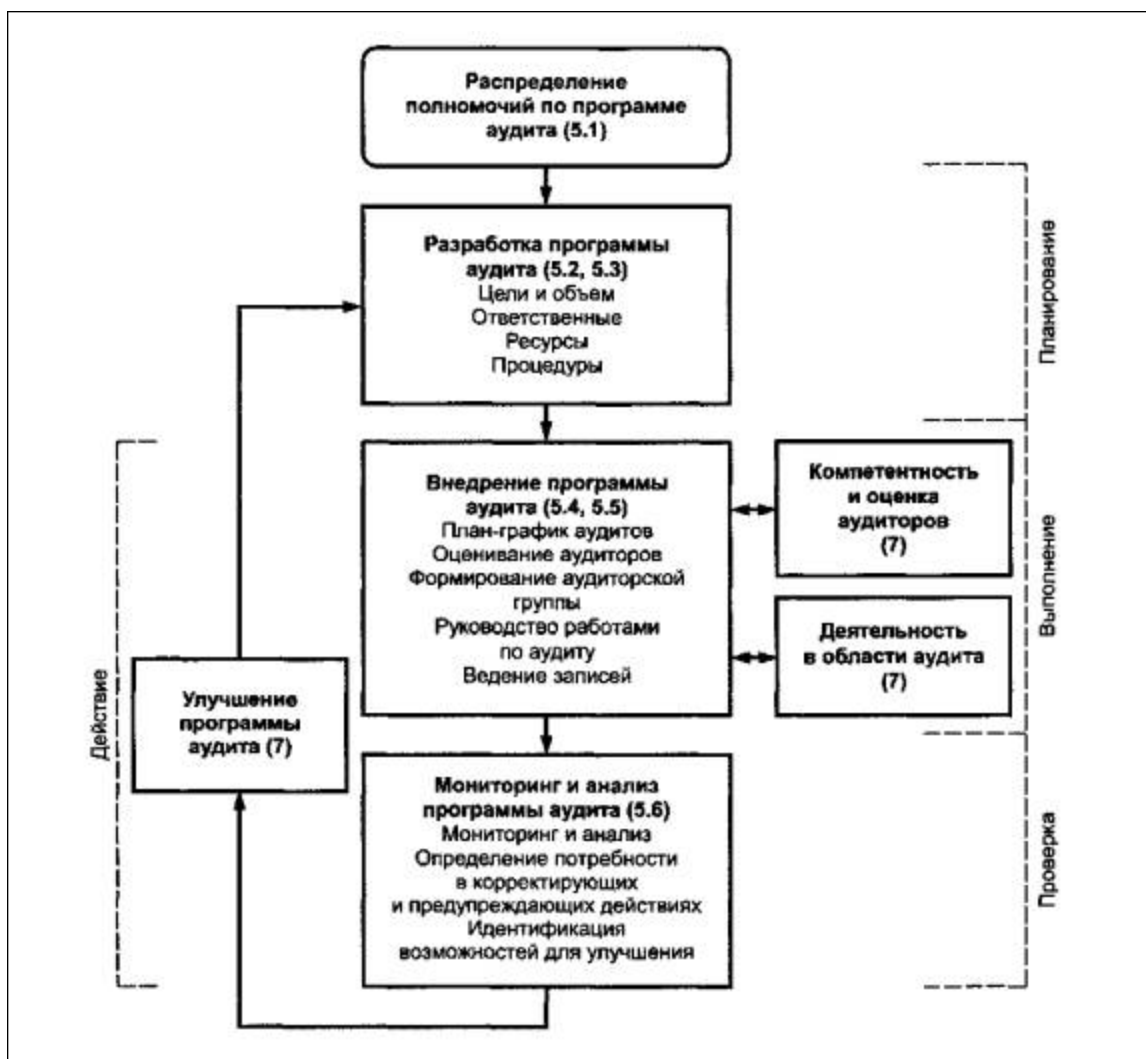 Распределение
полномочий по программе
аудита (5.1)
Разработка программы
аудита (5.2, 5.3)
Цели и объем
Ответственные
Ресурсы
Процедуры
Планирование
Внедрение программы
аудита (5.4, 5.5)
План-график аудитов
Оценивание аудиторов
Формирование аудиторской
группы
Руководство работами
по аудиту
Ведение записей
Компетентность
и оценка
аудиторов
(7)
Деятельность
в области аудита
(7)
Выполнение
Действие
Улучшение
программы
аудита (7)
Мониторинг и анализ
программы аудита (5.6)
Мониторинг и анализ
Определение потребности
в корректирующих
и предупреждающих действиях
Идентификация
возможностей для улучшения
Проверка